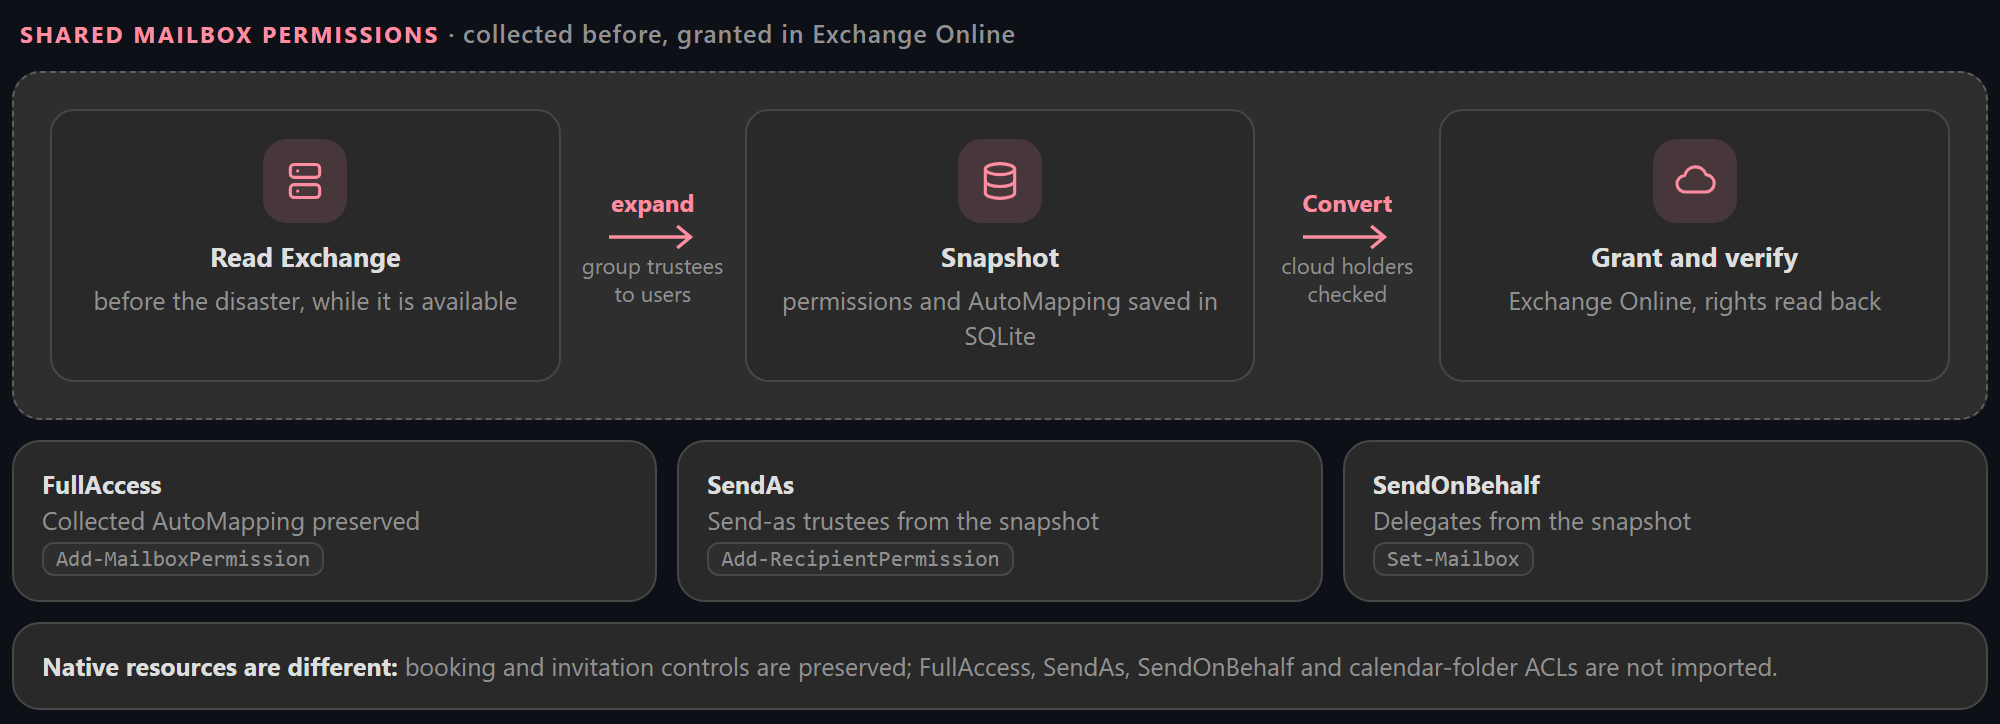 SHARED MAILBOX PERMISSIONS · collected before, granted in Exchange Online
Read Exchange
before the disaster, while it is available
expand
group trustees
to users
Snapshot
permissions and AutoMapping saved in
SQLite
Convert
cloud holders
checked
Grant and verify
Exchange Online, rights read back
FullAccess
Collected AutoMapping preserved
Add-MailboxPermission
SendAs
Send-as trustees from the snapshot
Add-RecipientPermission
SendOnBehalf
Delegates from the snapshot
Set-Mailbox
Native resources are different: booking and invitation controls are preserved; FullAccess, SendAs, SendOnBehalf and calendar-folder ACLs are not imported.